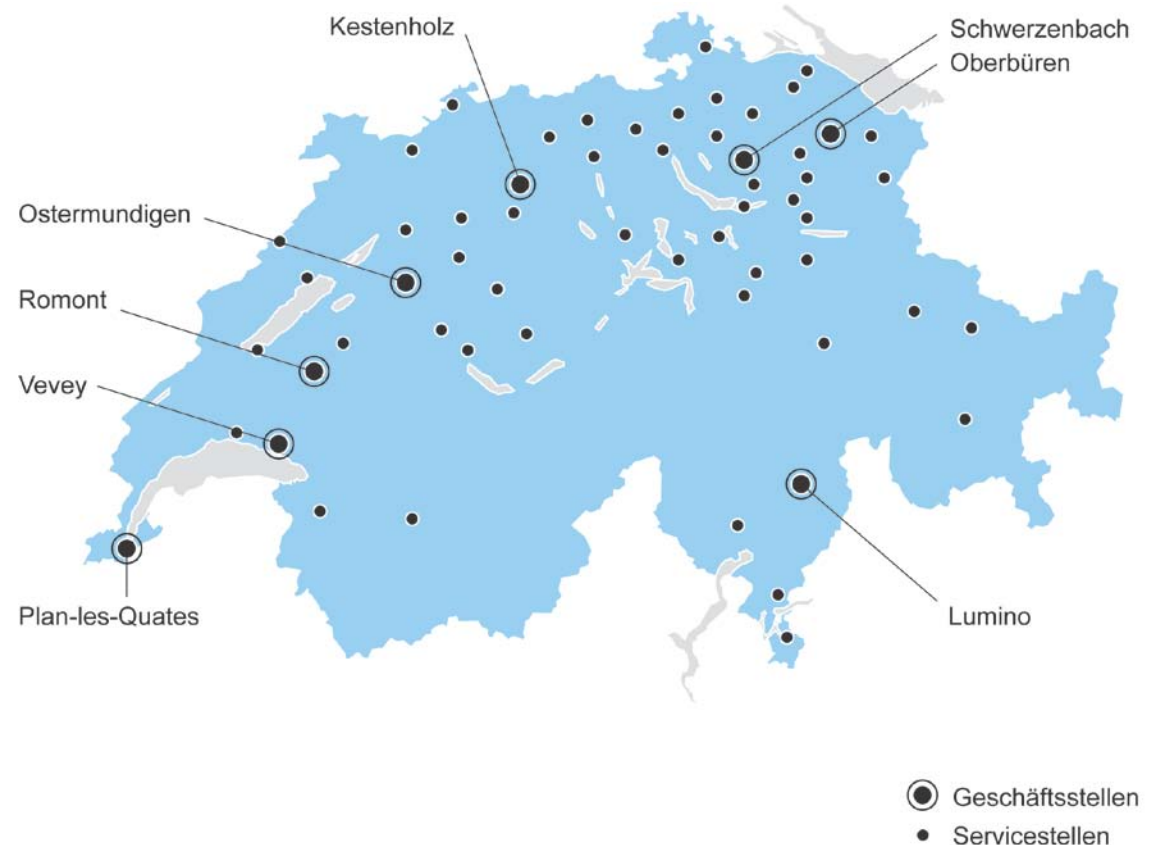 Kestenholz
Schwerzenbach
Oberbüren
Ostermundigen
Romont
Vevey
Plan-les-Quates
Lumino
Geschäftsstellen
Servicestellen